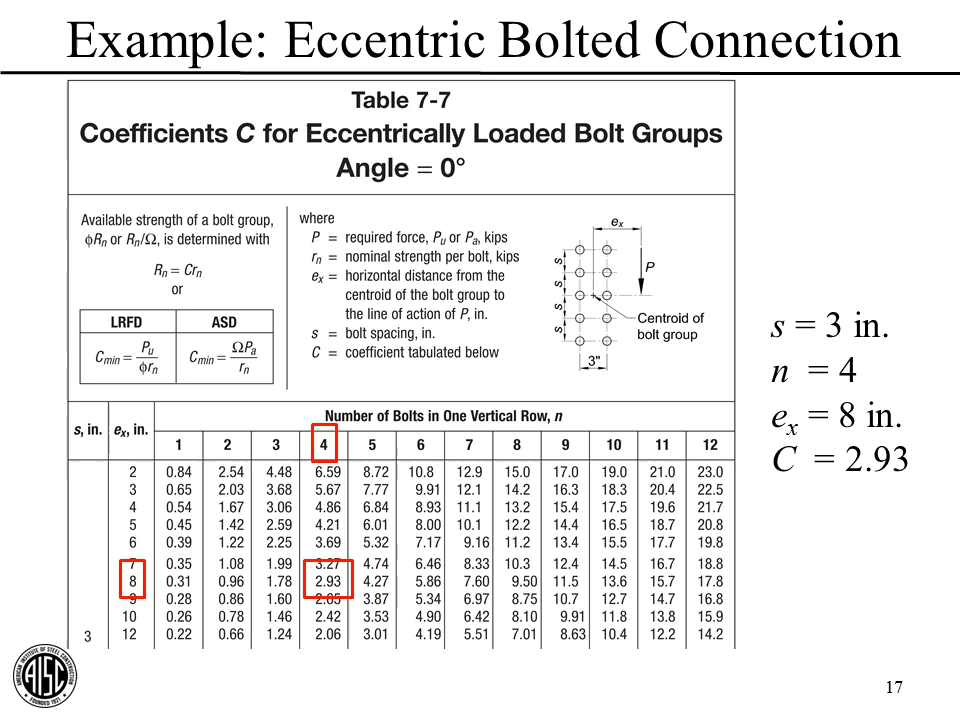 Example: Eccentric Bolted Connection
Table 7-7
Coefficients C for Eccentrically Loaded Bolt Groups
Angle = 0°
Available strength of a bolt group,
ϕRn or Rn/Ω, is determined with
Rn = Crn
or
LRFD ASD
Cmin = Pu/ϕrn Cmin = ΩPa/rn
where
P = required force, Pu or Pa, kips
rn = nominal strength per bolt, kips
ex = horizontal distance from the
centroid of the bolt group to
the line of action of P, in.
s = bolt spacing, in.
C = coefficient tabulated below
ex
P
s
s
s
s
Centroid of
bolt group
3"
s = 3 in.
n = 4
ex = 8 in.
C = 2.93
s, in. ex, in. Number of Bolts in One Vertical Row, n
1 2 3 4 5 6 7 8 9 10 11 12
2 0.84 2.54 4.48 6.59 8.72 10.8 12.9 15.0 17.0 19.0 21.0 23.0
3 0.65 2.03 3.68 5.67 7.77 9.91 12.1 14.2 16.3 18.3 20.4 22.5
4 0.54 1.67 3.06 4.86 6.84 8.93 11.1 13.2 15.4 17.5 19.6 21.7
5 0.45 1.42 2.59 4.21 6.01 8.00 10.1 12.2 14.4 16.5 18.7 20.8
6 0.39 1.22 2.25 3.69 5.32 7.17 9.16 11.2 13.4 15.5 17.7 19.8
7 0.35 1.08 1.99 3.27 4.74 6.46 8.33 10.3 12.4 14.5 16.7 18.8
8 0.31 0.96 1.78 2.93 4.27 5.86 7.60 9.50 11.5 13.6 15.7 17.8
9 0.28 0.86 1.60 2.65 3.87 5.34 6.97 8.75 10.7 12.7 14.7 16.8
10 0.26 0.78 1.46 2.42 3.53 4.90 6.42 8.10 9.91 11.8 13.8 15.9
3 12 0.22 0.66 1.24 2.06 3.01 4.19 5.51 7.01 8.63 10.4 12.2 14.2
AMERICAN INSTITUTE OF STEEL CONSTRUCTION
AISC
FOUNDED 1921
17